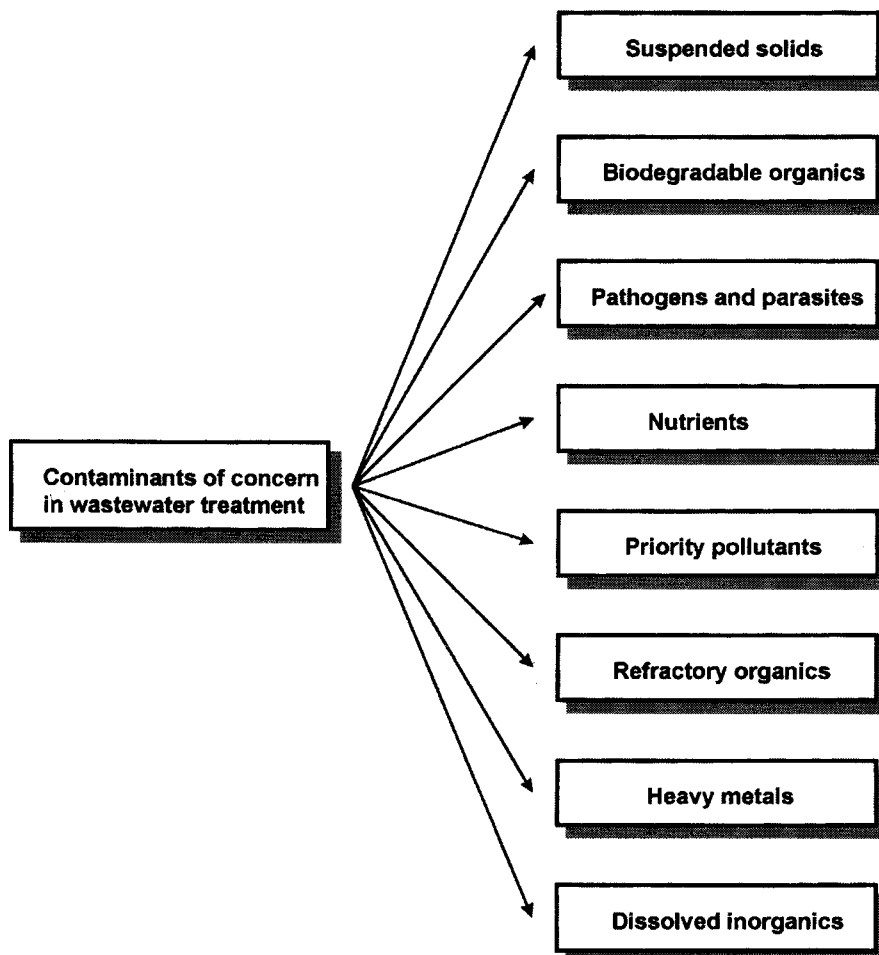 Suspended solids
Biodegradable organics
Pathogens and parasites
Nutrients
Contaminants of concern
in wastewater treatment
Priority pollutants
Refractory organics
Heavy metals
Dissolved inorganics